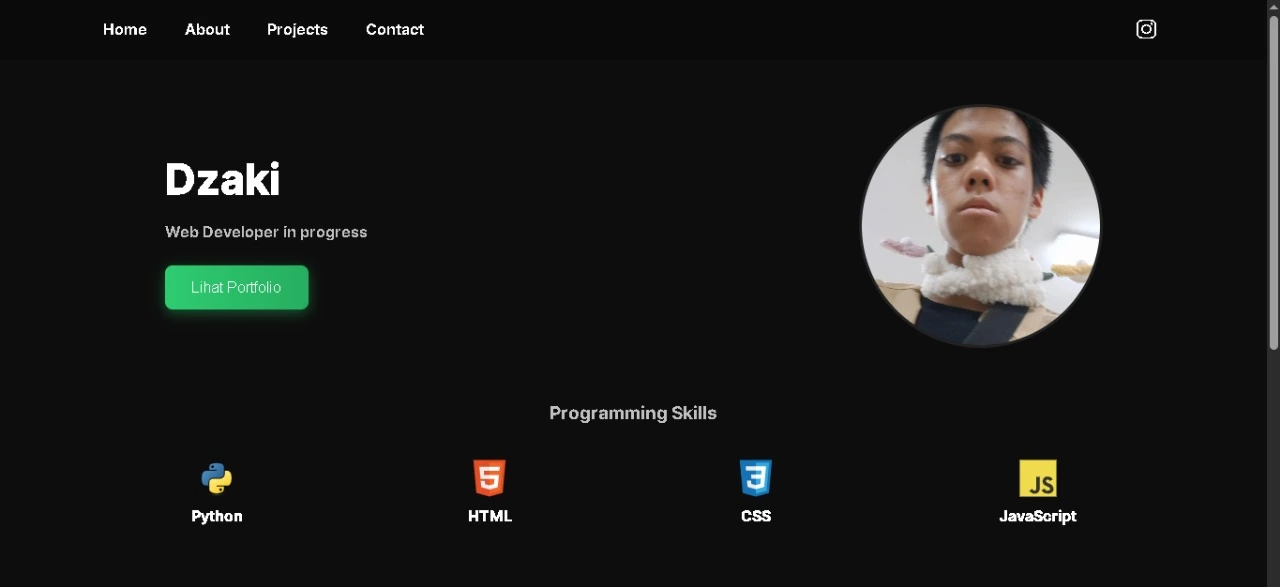 Home About Projects Contact
Dzaki
Web Developer in progress
Lihat Portfolio
Programming Skills
5 3 JS
Python HTML CSS JavaScript